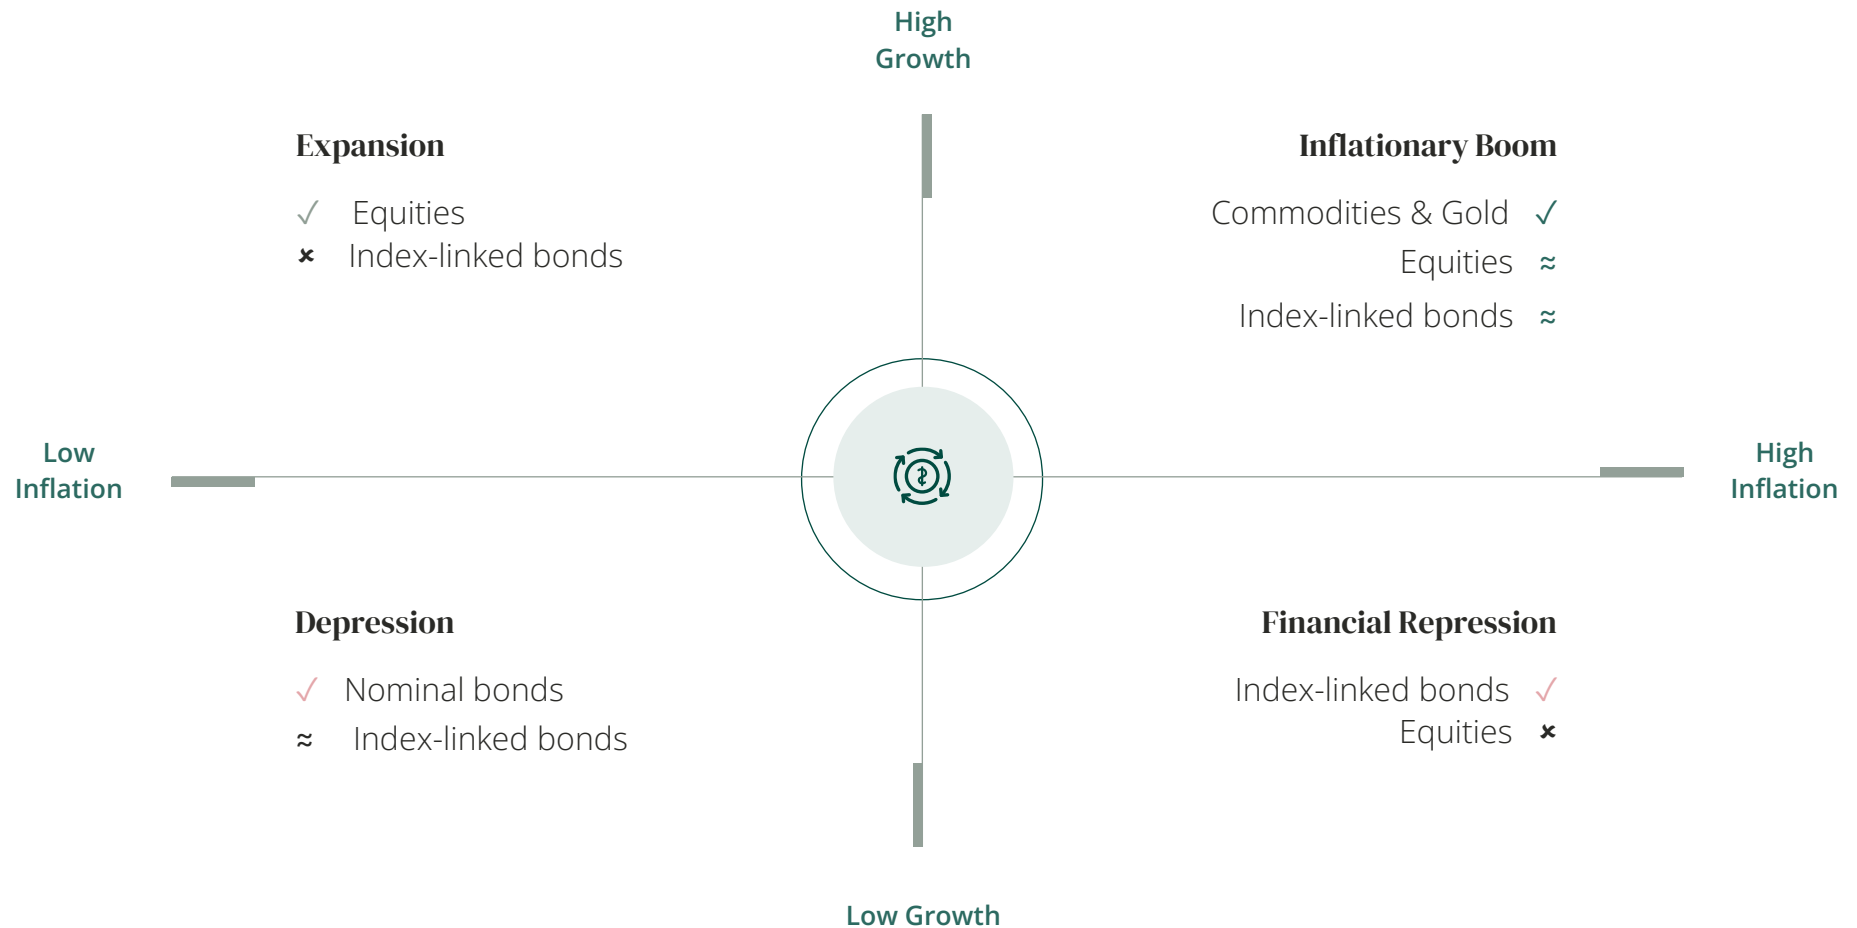 High
Growth
Expansion
✓ Equities
✘ Index-linked bonds
Inflationary Boom
Commodities & Gold ✓
Equities ≈
Index-linked bonds ≈
Low
Inflation
High
Inflation
Depression
✓ Nominal bonds
≈ Index-linked bonds
Financial Repression
Index-linked bonds ✓
Equities ✘
Low Growth